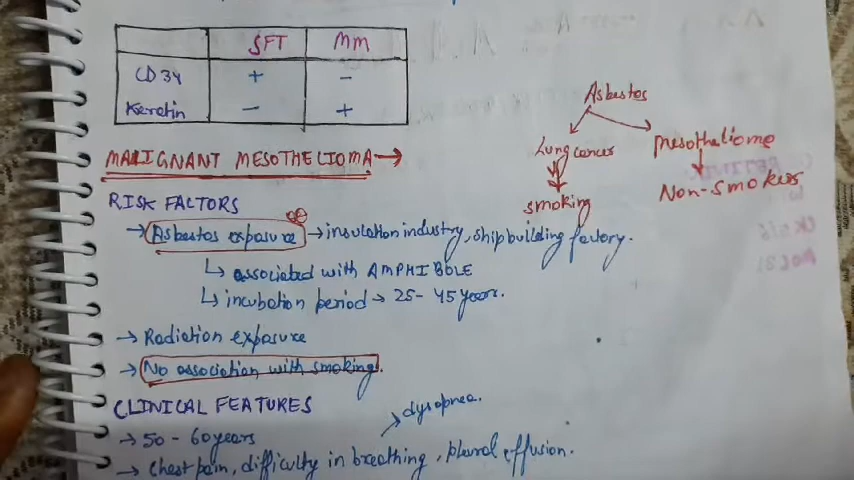 SFT MM
CD34 + -
Keratin - +
Asbestos
Lung cancer Mesothelioma
smoking Non-smokers
MALIGNANT MESOTHELIOMA →
RISK FACTORS
→ Asbestos exposure → insulation industry, shipbuilding factory.
↳ associated with AMPHIBOLE
↳ incubation period → 25-45 years.
→ Radiation exposure
→ No association with smoking.
CLINICAL FEATURES
→ dyspnea.
→ 50-60 years
→ Chest pain, difficulty in breathing, plural effusion.